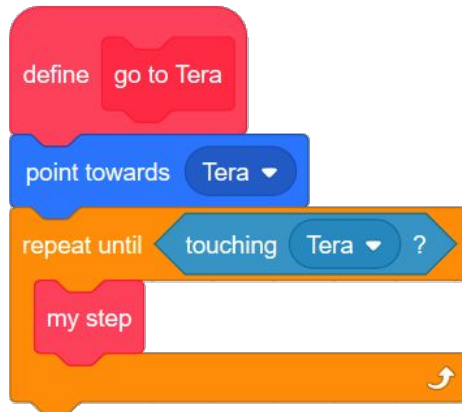 define go to Tera
point towards Tera
repeat until touching Tera ?
my step